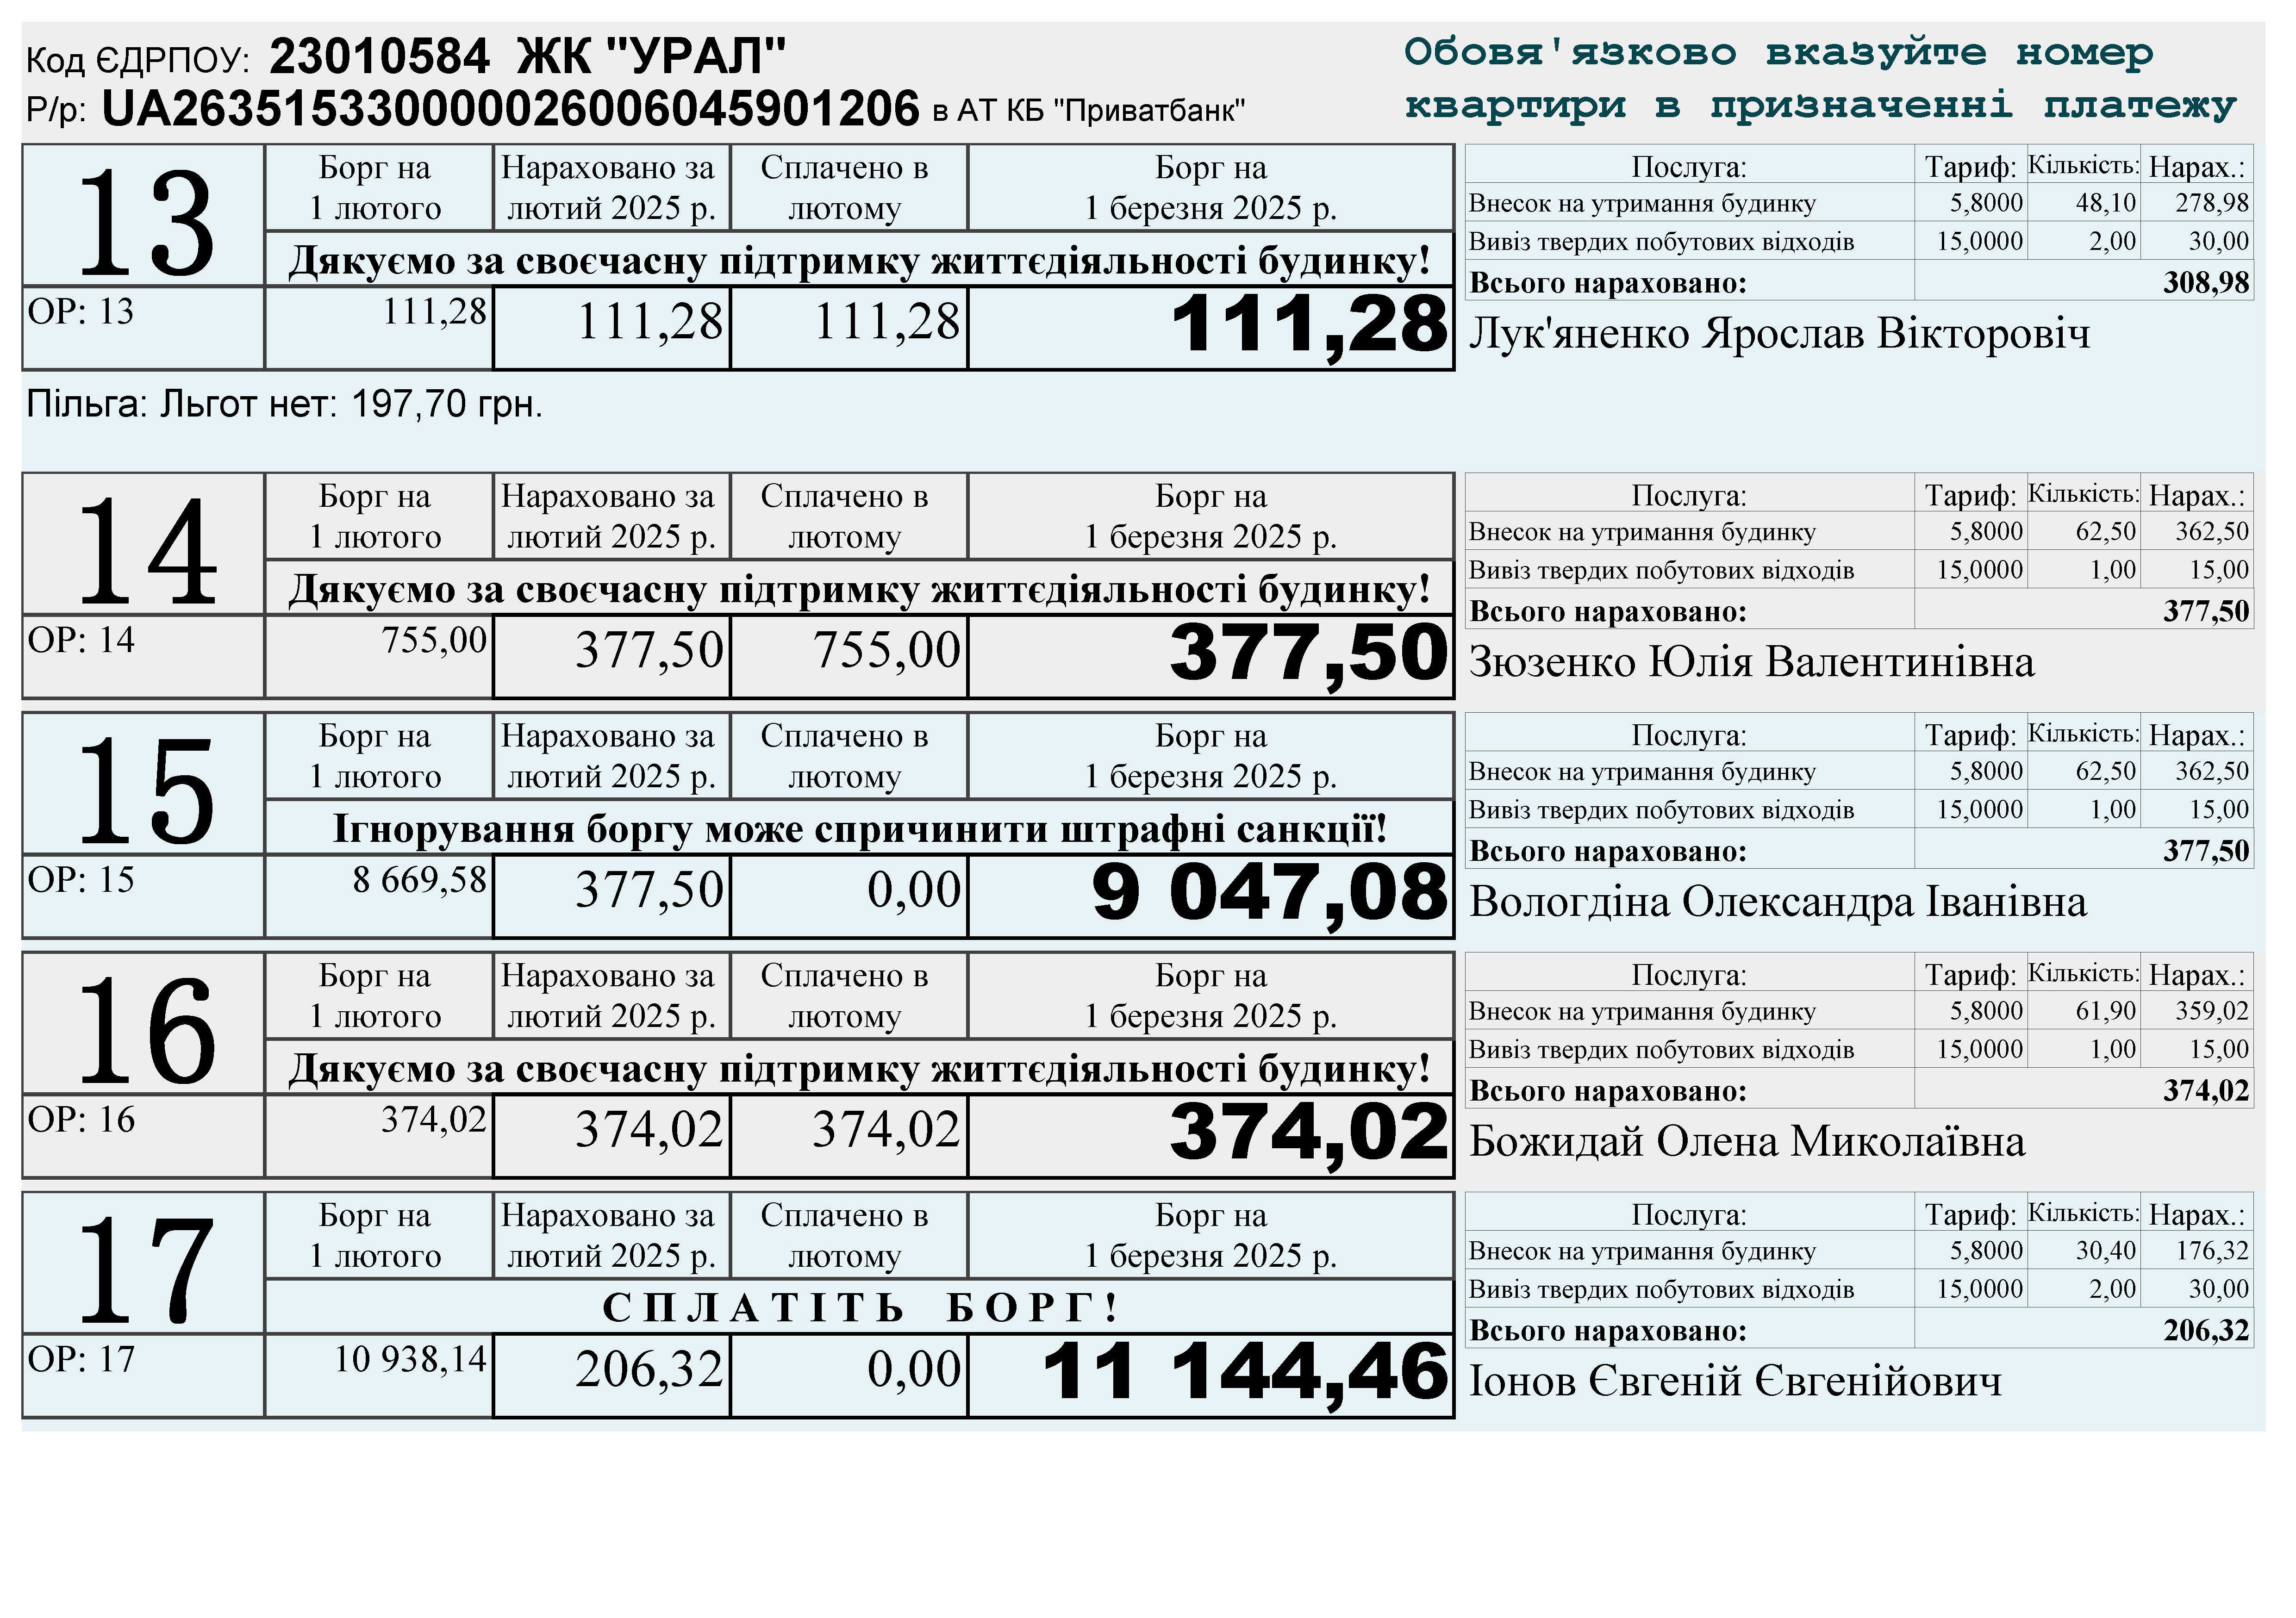 Код ЄДРПОУ: 23010584 ЖК "УРАЛ"
Р/р: UA263515330000026006045901206 в АТ КБ "Приватбанк"
Обовя'язково вказуйте номер
квартири в призначенні платежу
13 Борг на Нараховано за Сплачено в Борг на
1 лютого лютий 2025 р. лютому 1 березня 2025 р.
Дякуємо за своєчасну підтримку життєдіяльності будинку!
ОР: 13 111,28 111,28 111,28 111,28
Послуга: Тариф: Кількість: Нарах.:
Внесок на утримання будинку 5,8000 48,10 278,98
Вивіз твердих побутових відходів 15,0000 2,00 30,00
Всього нараховано: 308,98
Лук'яненко Ярослав Вікторовіч
Пільга: Льгот нет: 197,70 грн.
14 Борг на Нараховано за Сплачено в Борг на
1 лютого лютий 2025 р. лютому 1 березня 2025 р.
Дякуємо за своєчасну підтримку життєдіяльності будинку!
ОР: 14 755,00 377,50 755,00 377,50
Послуга: Тариф: Кількість: Нарах.:
Внесок на утримання будинку 5,8000 62,50 362,50
Вивіз твердих побутових відходів 15,0000 1,00 15,00
Всього нараховано: 377,50
Зюзенко Юлія Валентинівна
15 Борг на Нараховано за Сплачено в Борг на
1 лютого лютий 2025 р. лютому 1 березня 2025 р.
Ігнорування боргу може спричинити штрафні санкції!
ОР: 15 8 669,58 377,50 0,00 9 047,08
Послуга: Тариф: Кількість: Нарах.:
Внесок на утримання будинку 5,8000 62,50 362,50
Вивіз твердих побутових відходів 15,0000 1,00 15,00
Всього нараховано: 377,50
Вологдіна Олександра Іванівна
16 Борг на Нараховано за Сплачено в Борг на
1 лютого лютий 2025 р. лютому 1 березня 2025 р.
Дякуємо за своєчасну підтримку життєдіяльності будинку!
ОР: 16 374,02 374,02 374,02 374,02
Послуга: Тариф: Кількість: Нарах.:
Внесок на утримання будинку 5,8000 61,90 359,02
Вивіз твердих побутових відходів 15,0000 1,00 15,00
Всього нараховано: 374,02
Божидай Олена Миколаївна
17 Борг на Нараховано за Сплачено в Борг на
1 лютого лютий 2025 р. лютому 1 березня 2025 р.
СПЛАТІТЬ БОРГ!
ОР: 17 10 938,14 206,32 0,00 11 144,46
Послуга: Тариф: Кількість: Нарах.:
Внесок на утримання будинку 5,8000 30,40 176,32
Вивіз твердих побутових відходів 15,0000 2,00 30,00
Всього нараховано: 206,32
Іонов Євгеній Євгенійович